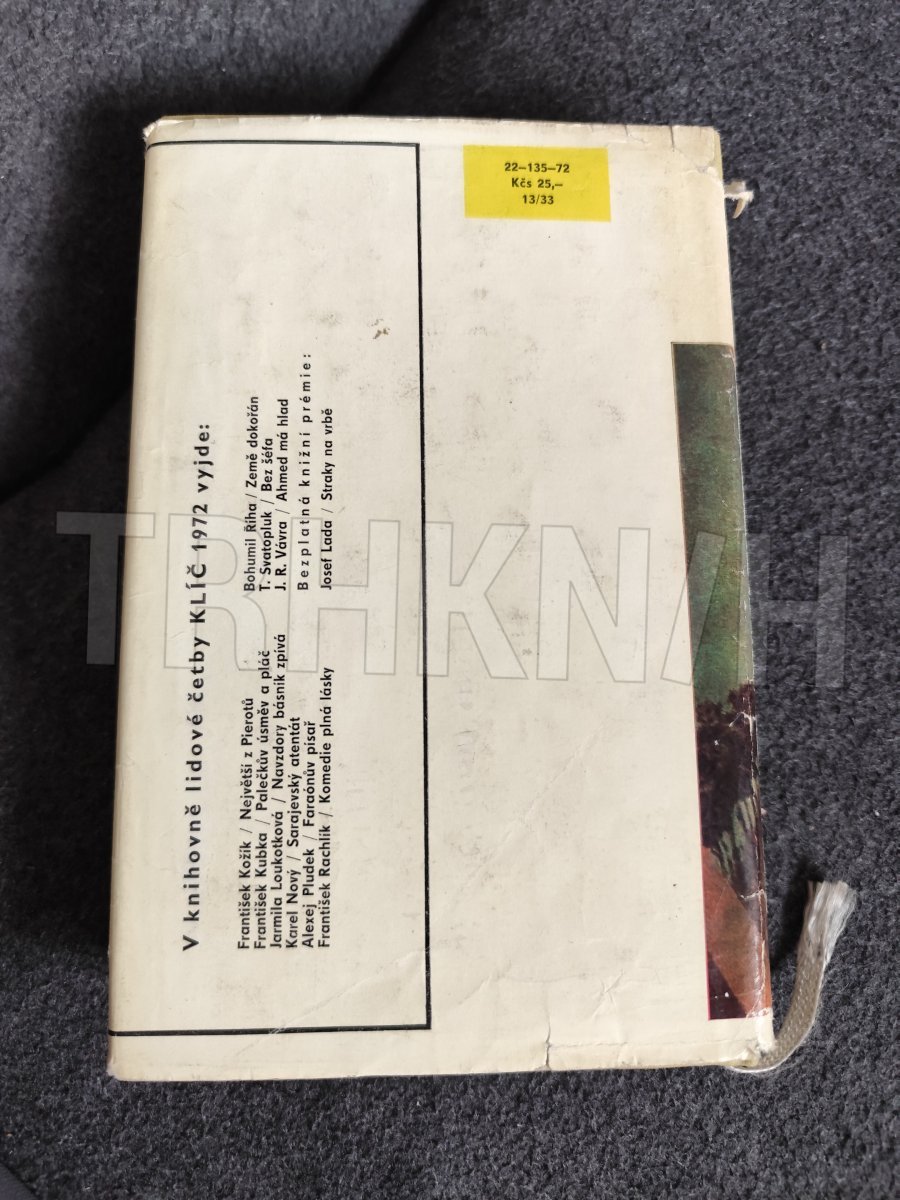 22–135–72
Kčs 25,–
13/33
V knihovně lidové četby KLÍČ 1972 vyjde:
František Kožík / Největší z Pierotů
František Kubka / Palečkův úsměv a pláč
Jarmila Loukotková / Navzdory básník zpívá
Karel Nový / Sarajevský atentát
Alexej Pludek / Faraónův písař
František Rachlík / Komedie plná lásky
Bohumil Říha / Země dokořán
T. Svatopluk / Bez šéfa
J. R. Vávra / Ahmed má hlad
Bezplatná knižní prémie:
Josef Lada / Straky na vrbě
TRHKNIH